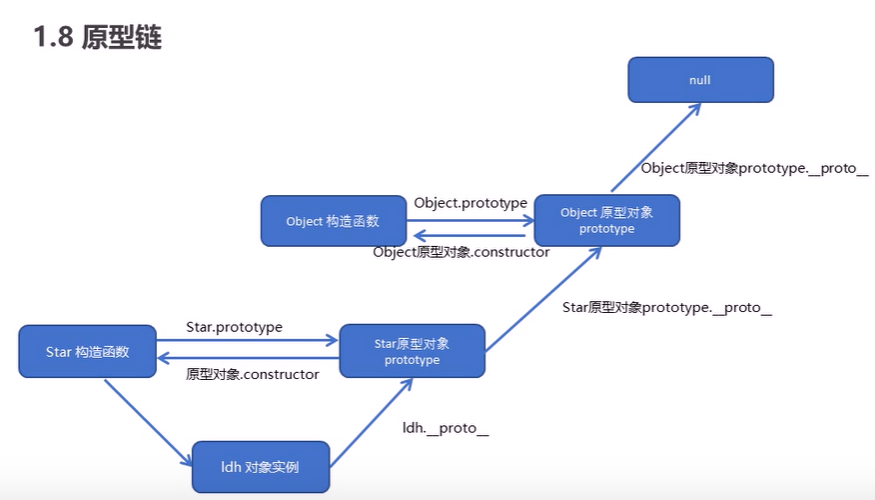 1.8 原型链
null
Object原型对象prototype.__proto__
Object 构造函数
Object.prototype
Object 原型对象
prototype
Object原型对象.constructor
Star原型对象prototype.__proto__
Star 构造函数
Star.prototype
Star原型对象
prototype
原型对象.constructor
ldh.__proto__
ldh 对象实例